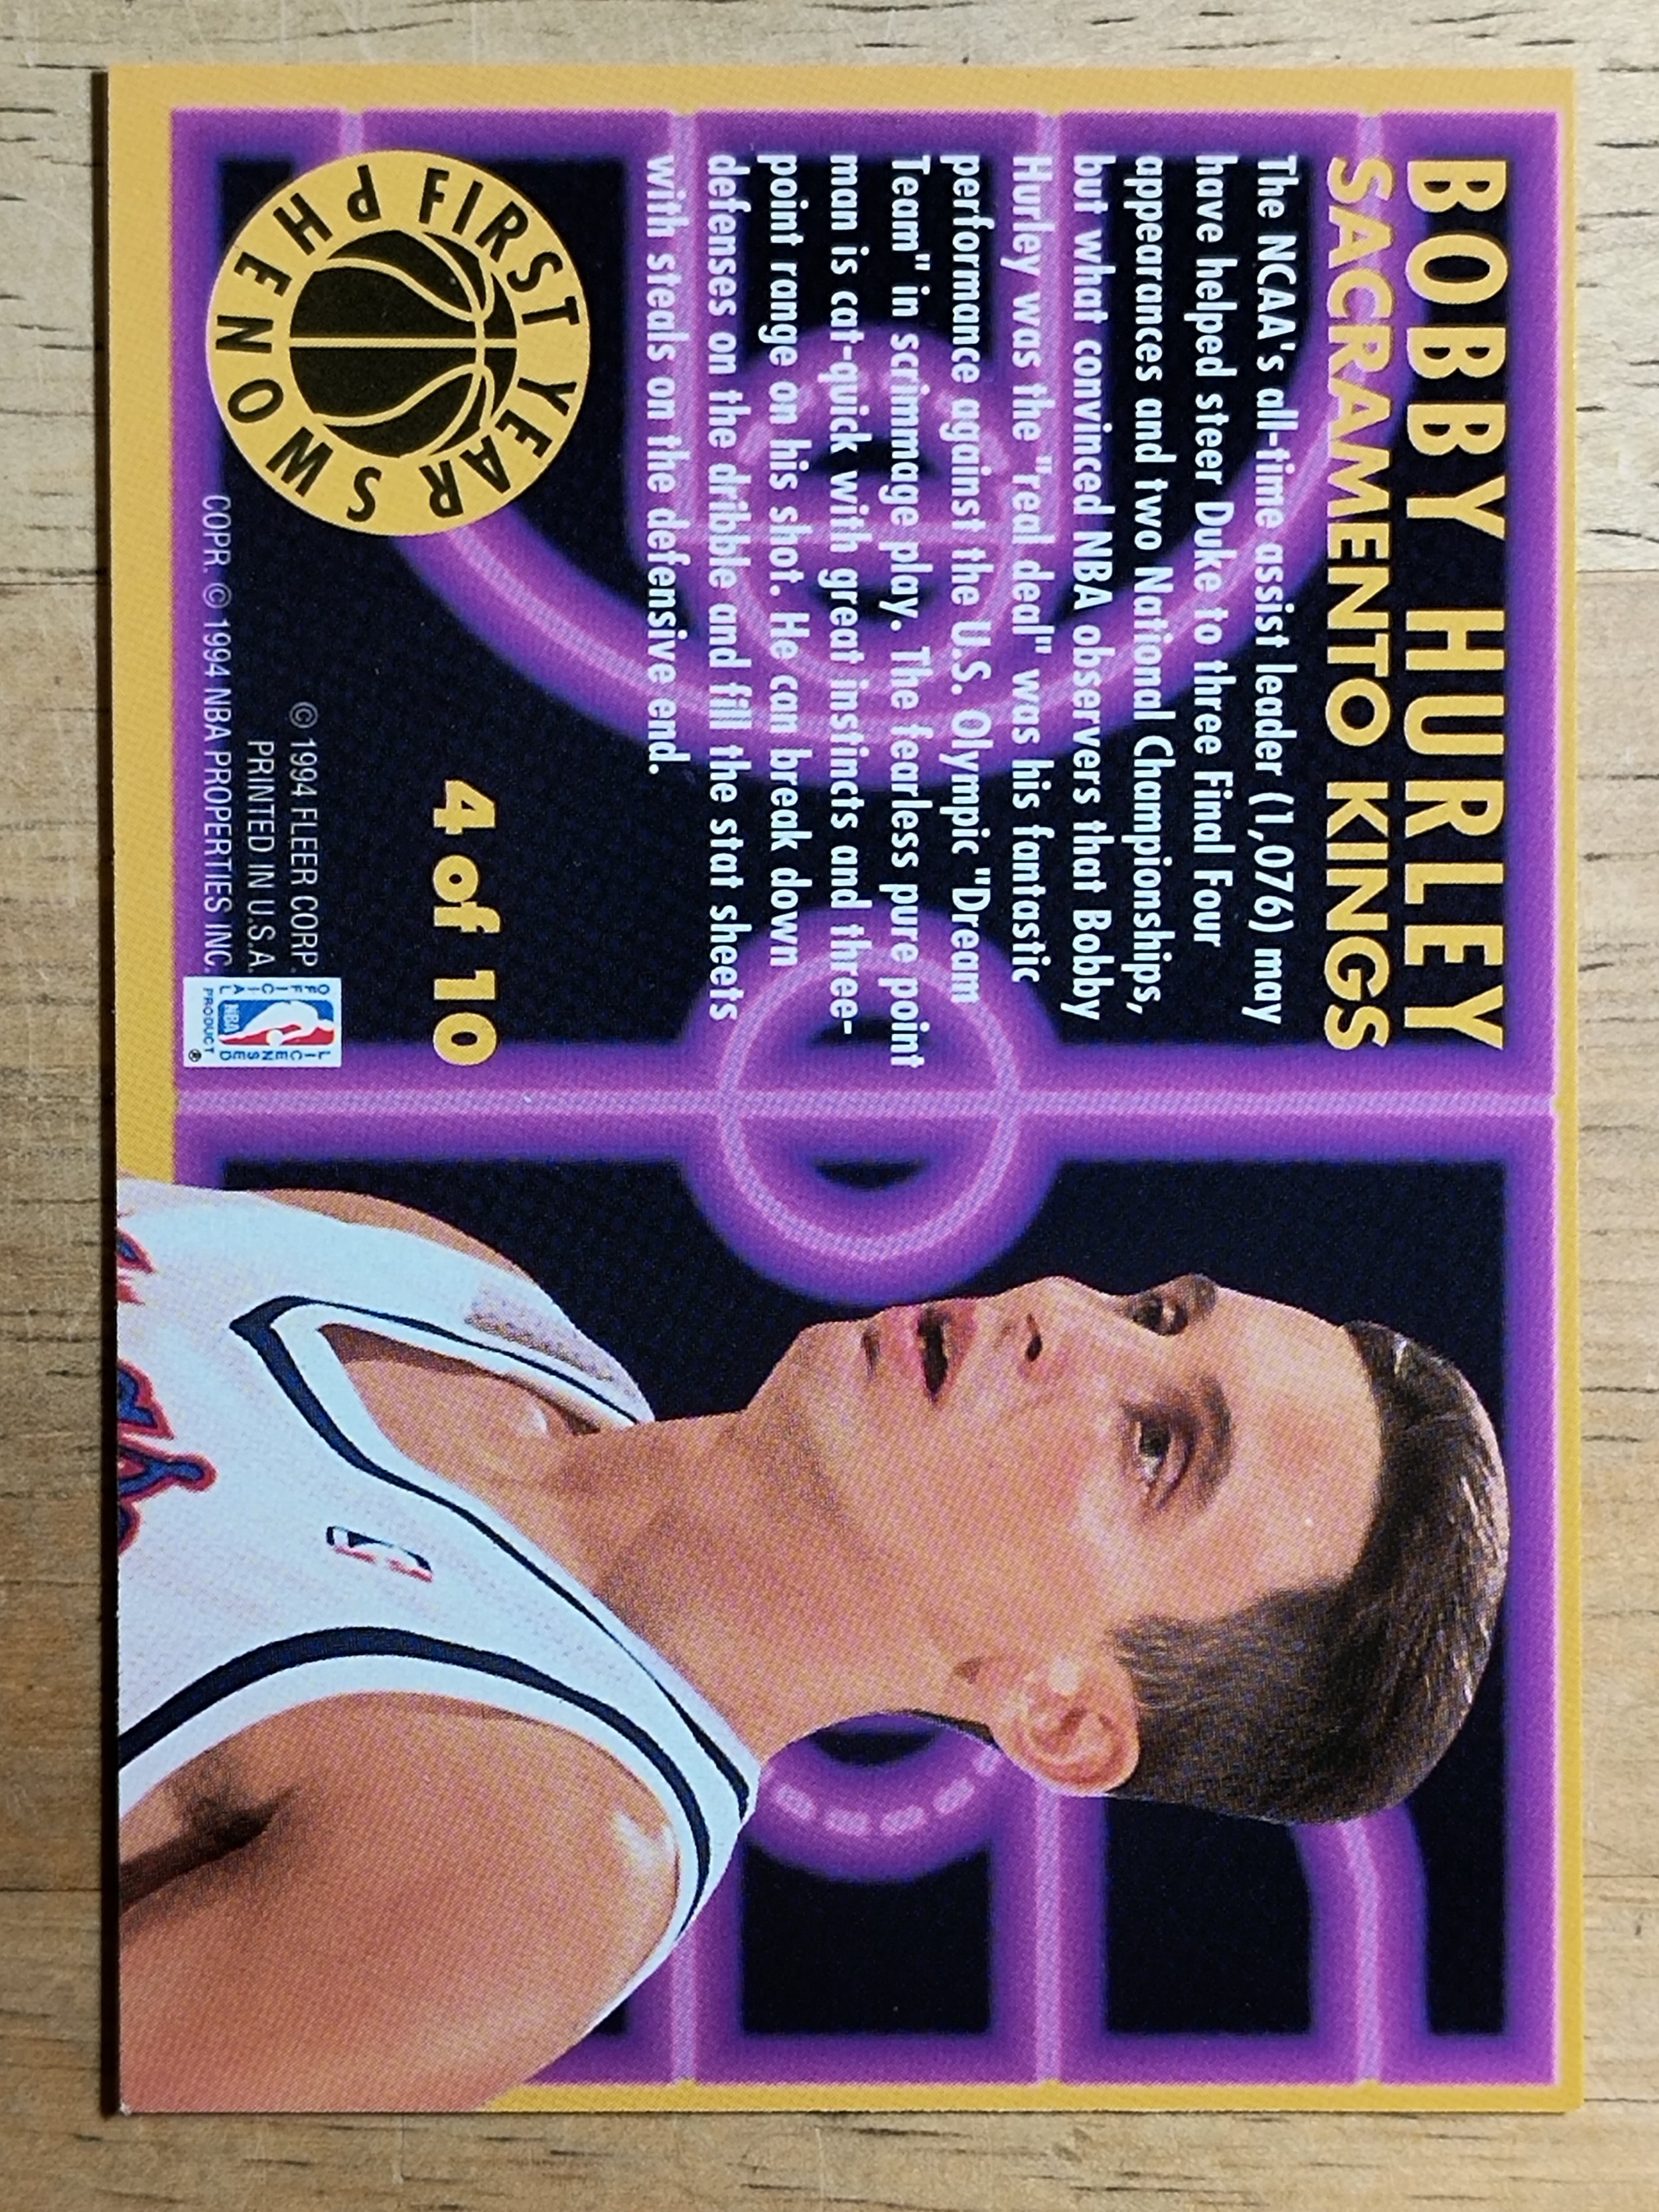 BOBBY HURLEY
SACRAMENTO KINGS
The NCAA's all-time assist leader (1,076) may
have helped steer Duke to three Final Four
appearances and two National Championships,
but what convinced NBA observers that Bobby
Hurley was the "real deal" was his fantastic
performance against the U.S. Olympic "Dream
Team" in scrimmage play. The fearless pure point
man is cat-quick with great instincts and three-
point range on his shot. He can break down
defenses on the dribble and fill the stat sheets
with steals on the defensive end.
FIRST YEAR PHENOMS
4 of 10
© 1994 FLEER CORP.
PRINTED IN U.S.A.
COPR. © 1994 NBA PROPERTIES INC.
OFFICIAL
LICENSED
NBA
PRODUCT
®